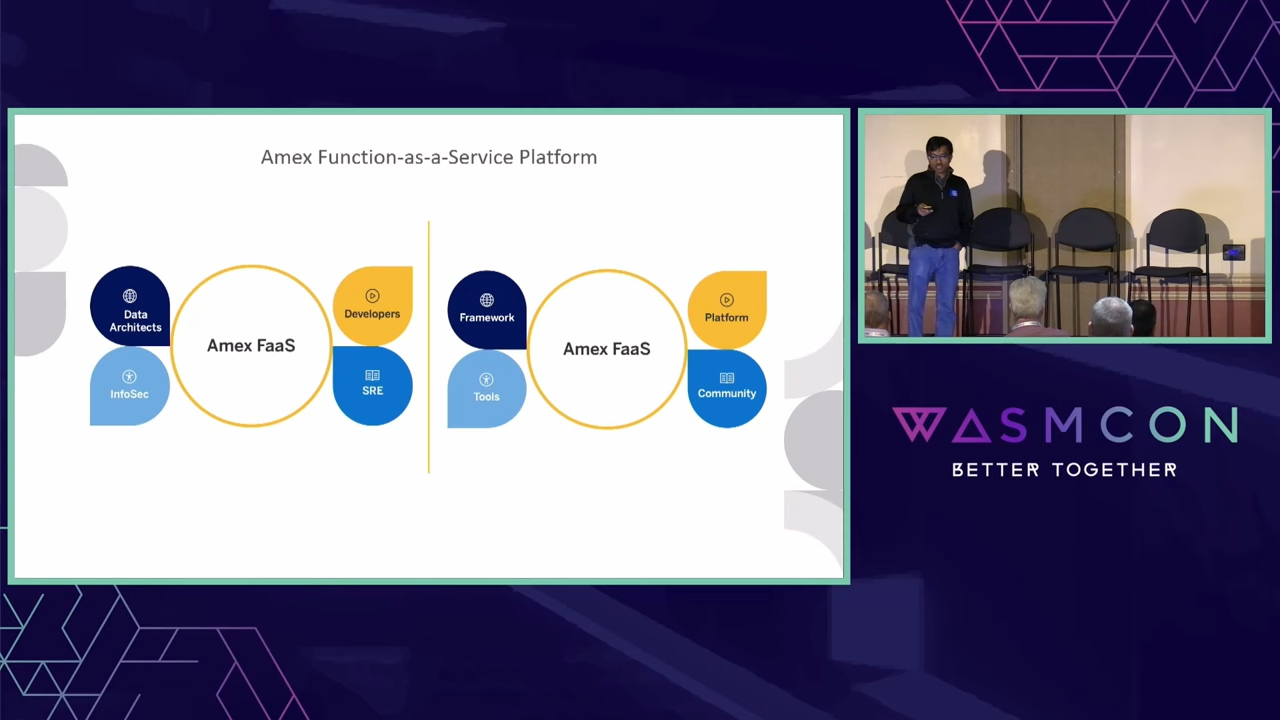 Amex Function-as-a-Service Platform
Data
Architects
InfoSec
Amex FaaS
Developers
SRE
Framework
Tools
Amex FaaS
Platform
Community
WASMCON
BETTER TOGETHER